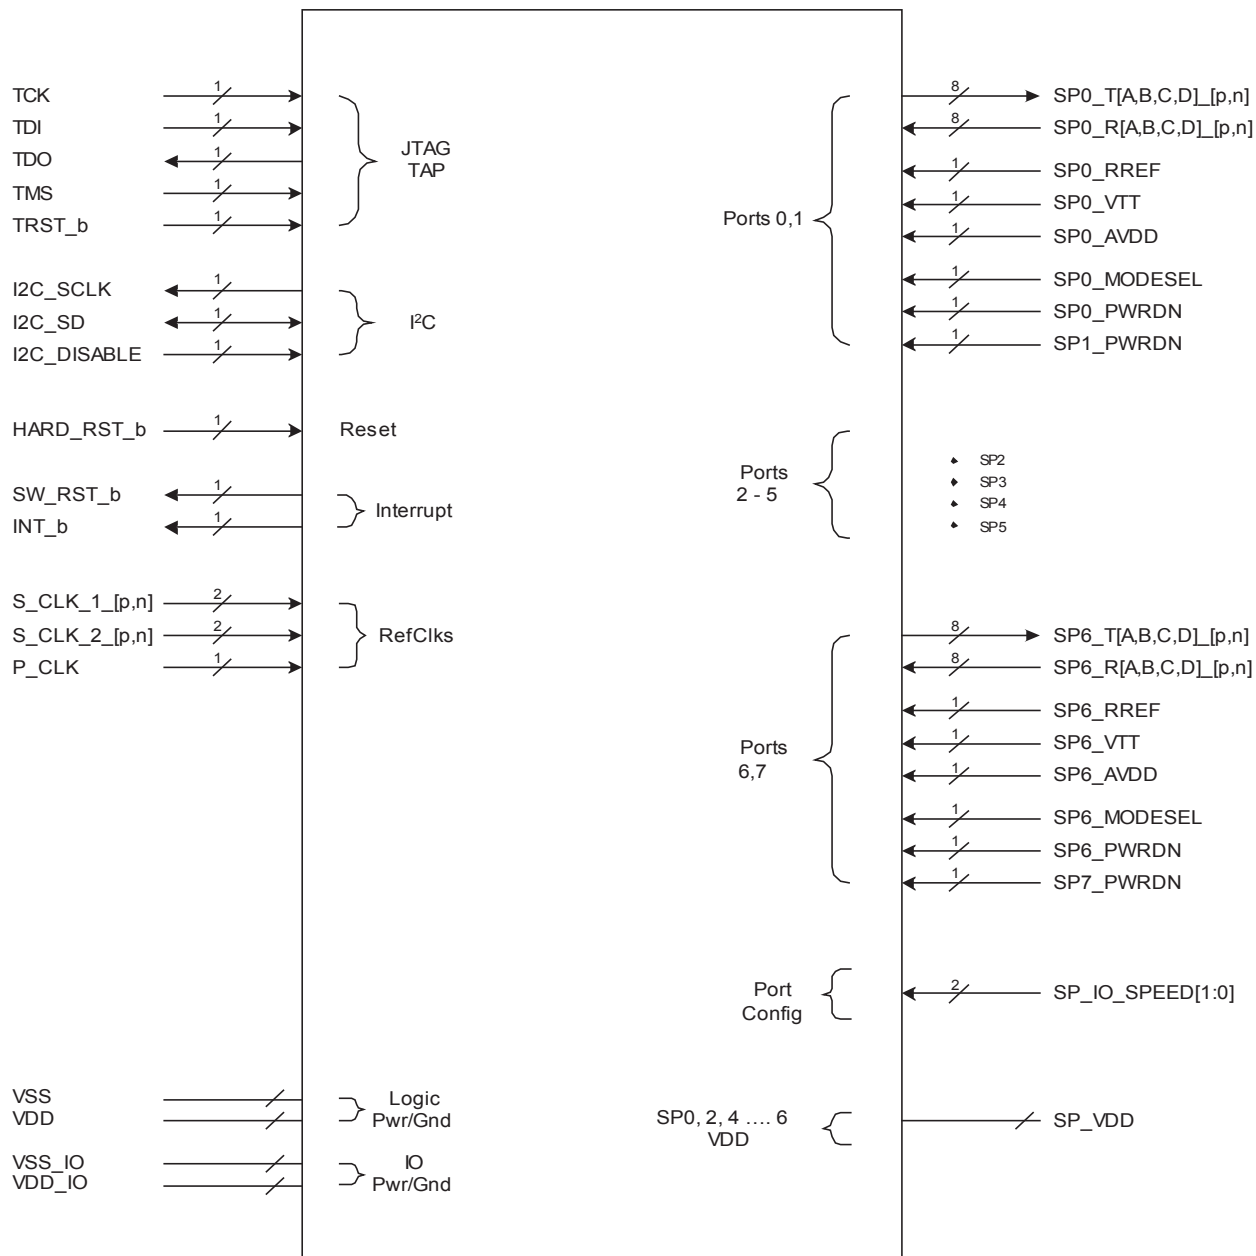 TCK 1
TDI 1
TDO 1
TMS 1
TRST_b 1
JTAG
TAP
I2C_SCLK 1
I2C_SD 1
I2C_DISABLE 1
I²C
HARD_RST_b 1 Reset
SW_RST_b 1
INT_b 1
Interrupt
S_CLK_1_[p,n] 2
S_CLK_2_[p,n] 2
P_CLK 1
RefClks
VSS
VDD
Logic
Pwr/Gnd
VSS_IO
VDD_IO
IO
Pwr/Gnd
Ports 0,1
8 SP0_T[A,B,C,D]_[p,n]
8 SP0_R[A,B,C,D]_[p,n]
1 SP0_RREF
1 SP0_VTT
1 SP0_AVDD
1 SP0_MODESEL
1 SP0_PWRDN
1 SP1_PWRDN
Ports
2 - 5
SP2
SP3
SP4
SP5
Ports
6,7
8 SP6_T[A,B,C,D]_[p,n]
8 SP6_R[A,B,C,D]_[p,n]
1 SP6_RREF
1 SP6_VTT
1 SP6_AVDD
1 SP6_MODESEL
1 SP6_PWRDN
1 SP7_PWRDN
Port
Config
2 SP_IO_SPEED[1:0]
SP0, 2, 4 .... 6
VDD
SP_VDD